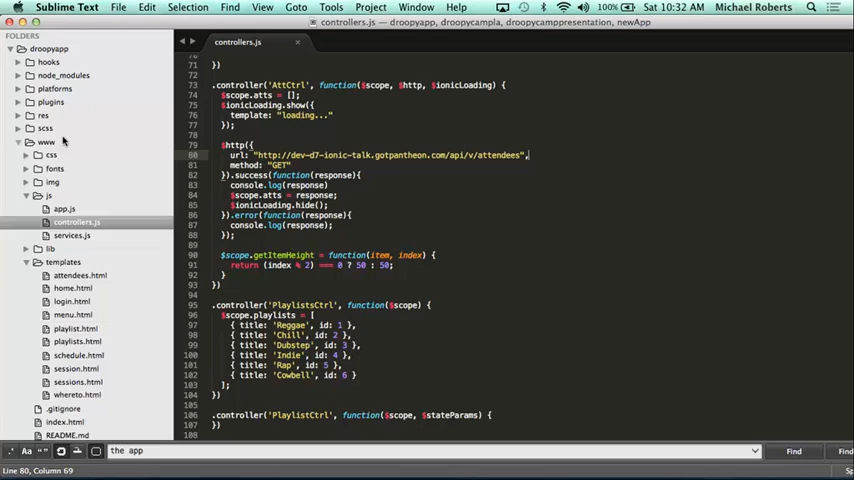 Sublime Text File Edit Selection Find View Goto Tools Project Window Help 100% Sat 10:32 AM Michael Roberts
controllers.js — droopyapp, droopycampla, droopycamppresentation, newApp
FOLDERS
droopyapp
hooks
node_modules
platforms
plugins
res
scss
www
css
fonts
img
js
app.js
controllers.js
services.js
lib
templates
attendees.html
home.html
login.html
menu.html
playlist.html
playlists.html
schedule.html
session.html
sessions.html
whereto.html
.gitignore
index.html
README.md
controllers.js
71 })
72
73 .controller('AttCtrl', function($scope, $http, $ionicLoading) {
74 $scope.atts = [];
75 $ionicLoading.show({
76 template: "loading..."
77 });
78
79 $http({
80 url: "http://dev-d7-ionic-talk.gotpantheon.com/api/v/attendees",
81 method: "GET"
82 }).success(function(response){
83 console.log(response)
84 $scope.atts = response;
85 $ionicLoading.hide();
86 }).error(function(response){
87 console.log(response);
88 });
89
90 $scope.getItemHeight = function(item, index) {
91 return (index % 2) === 0 ? 50 : 50;
92 }
93 })
94
95 .controller('PlaylistsCtrl', function($scope) {
96 $scope.playlists = [
97 { title: 'Reggae', id: 1 },
98 { title: 'Chill', id: 2 },
99 { title: 'Dubstep', id: 3 },
100 { title: 'Indie', id: 4 },
101 { title: 'Rap', id: 5 },
102 { title: 'Cowbell', id: 6 }
103 ];
104 })
105
106 .controller('PlaylistCtrl', function($scope, $stateParams) {
107 })
108
.* Aa "" the app Find Find
Line 80, Column 69 Sp